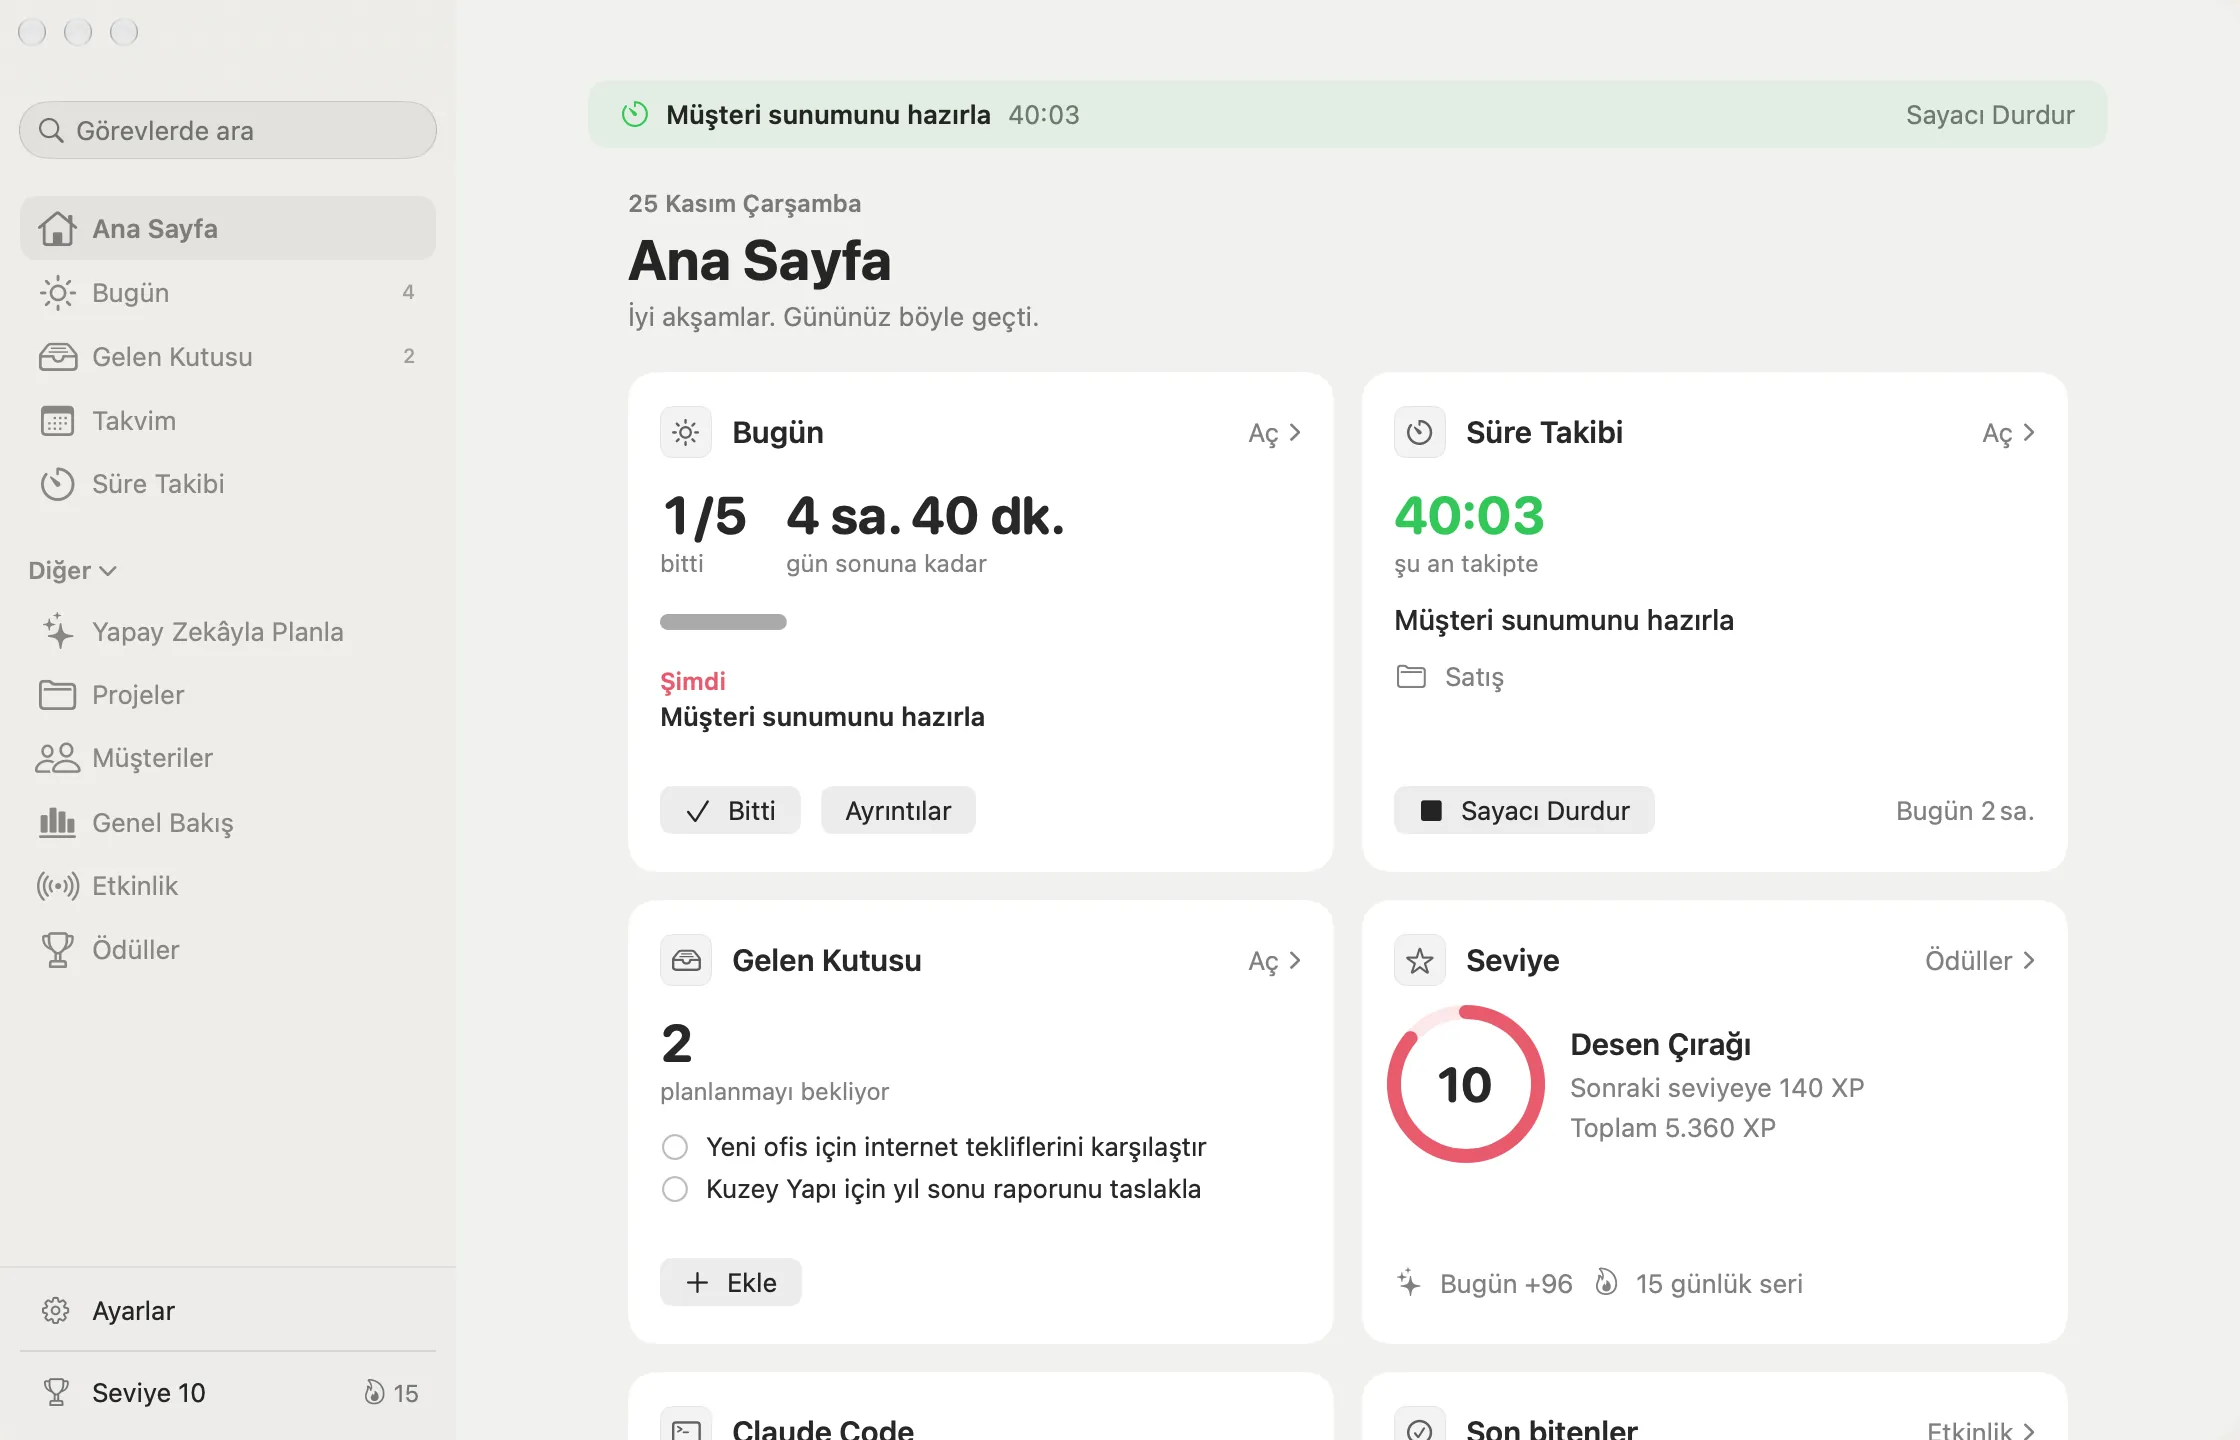 Görevlerde ara
Ana Sayfa
Bugün 4
Gelen Kutusu 2
Takvim
Süre Takibi
Diğer
Yapay Zekâyla Planla
Projeler
Müşteriler
Genel Bakış
Etkinlik
Ödüller
Ayarlar
Seviye 10 15
Müşteri sunumunu hazırla 40:03 Sayacı Durdur
25 Kasım Çarşamba
Ana Sayfa
İyi akşamlar. Gününüz böyle geçti.
Bugün Aç
1/5 4 sa. 40 dk.
bitti gün sonuna kadar
Şimdi
Müşteri sunumunu hazırla
Bitti Ayrıntılar
Süre Takibi Aç
40:03
şu an takipte
Müşteri sunumunu hazırla
Satış
Sayacı Durdur Bugün 2 sa.
Gelen Kutusu Aç
2
planlanmayı bekliyor
Yeni ofis için internet tekliflerini karşılaştır
Kuzey Yapı için yıl sonu raporunu taslakla
Ekle
Seviye Ödüller
10
Desen Çırağı
Sonraki seviyeye 140 XP
Toplam 5.360 XP
Bugün +96 15 günlük seri
Claude Code
Son bitenler Etkinlik